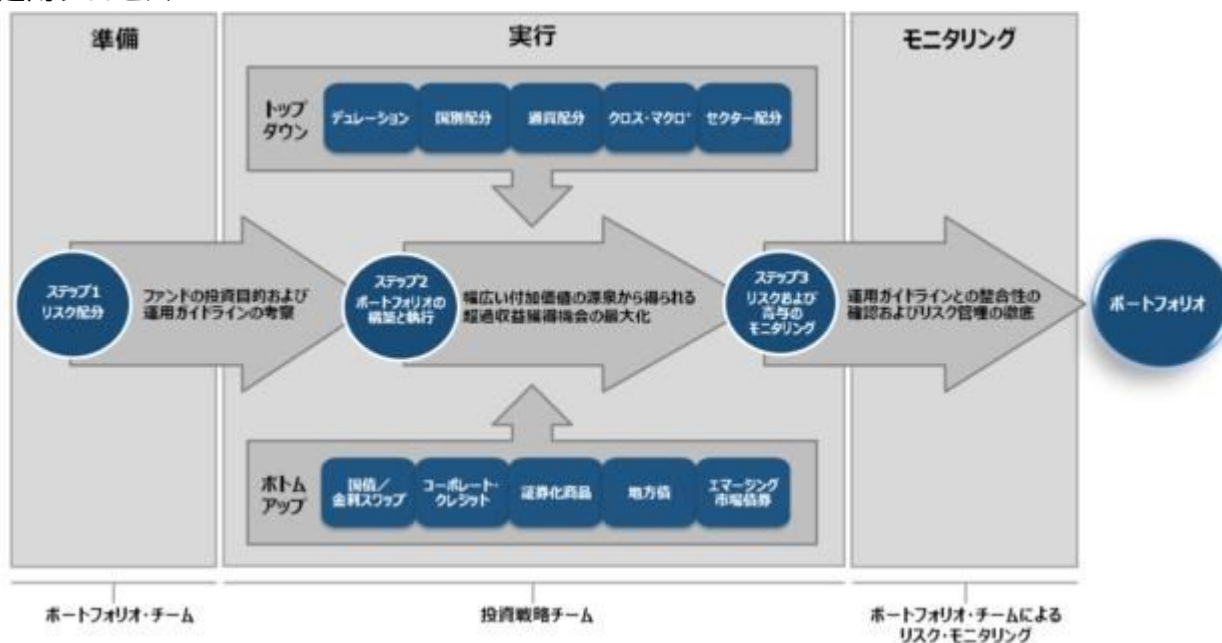 準備
実行
モニタリング
トップ
ダウン
デュレーション
国別配分
通貨配分
クロス・マクロ*
セクター配分
ステップ1
リスク配分
ファンドの投資目的および
運用ガイドラインの考察
ステップ2
ポートフォリオの
構築と執行
幅広い付加価値の源泉から得られる
超過収益獲得機会の最大化
ステップ3
リスクおよび
寄与の
モニタリング
運用ガイドラインとの整合性の
確認およびリスク管理の徹底
ポートフォリオ
ボトム
アップ
国債/
金利スワップ
コーポレート・
クレジット
証券化商品
地方債
エマージング
市場債券
ポートフォリオ・チーム
投資戦略チーム
ポートフォリオ・チームによる
リスク・モニタリング